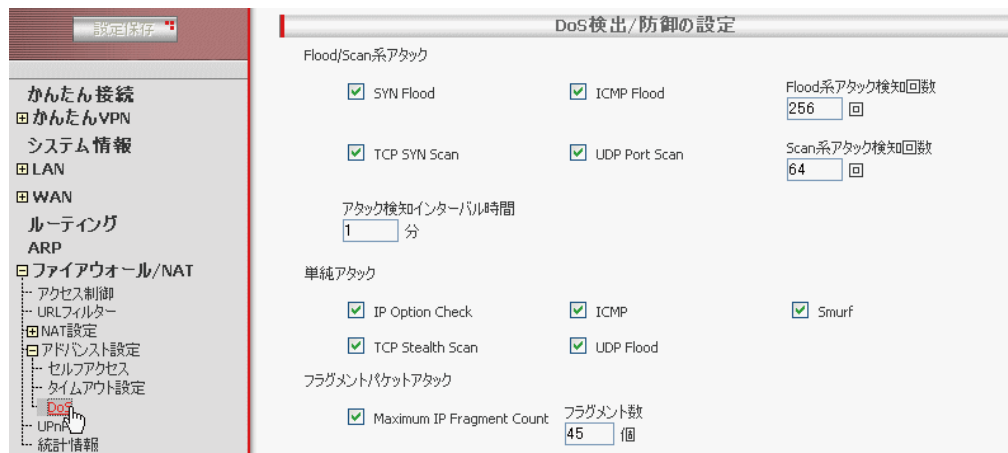 設定保存
かんたん接続
かんたんVPN
システム情報
LAN
WAN
ルーティング
ARP
ファイアウォール/NAT
アクセス制御
URLフィルター
NAT設定
アドバンスト設定
セルフアクセス
タイムアウト設定
DoS
UPnP
統計情報
DoS検出/防御の設定
Flood/Scan系アタック
SYN Flood
ICMP Flood
Flood系アタック検知回数
256 回
TCP SYN Scan
UDP Port Scan
Scan系アタック検知回数
64 回
アタック検知インターバル時間
1 分
単純アタック
IP Option Check
ICMP
Smurf
TCP Stealth Scan
UDP Flood
フラグメントパケットアタック
Maximum IP Fragment Count
フラグメント数
45 個